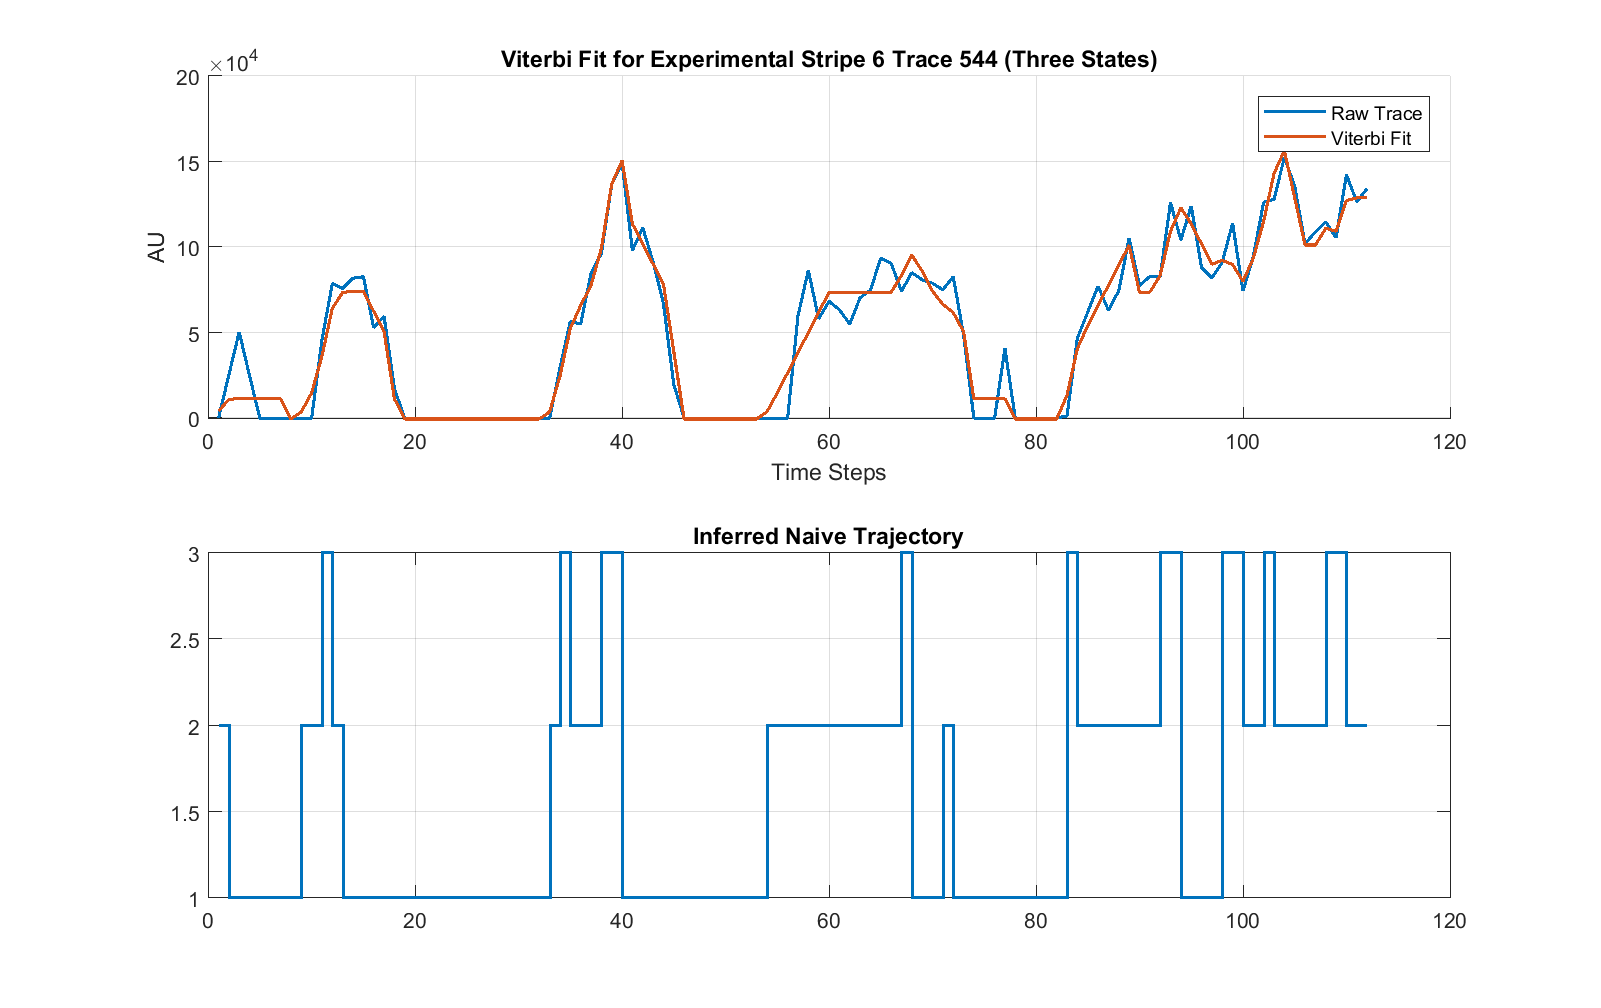 Viterbi Fit for Experimental Stripe 6 Trace 544 (Three States)
×10⁴
20
15
10
5
0
AU
Raw Trace
Viterbi Fit
0 20 40 60 80 100 120
Time Steps
Inferred Naive Trajectory
3
2.5
2
1.5
1
0 20 40 60 80 100 120